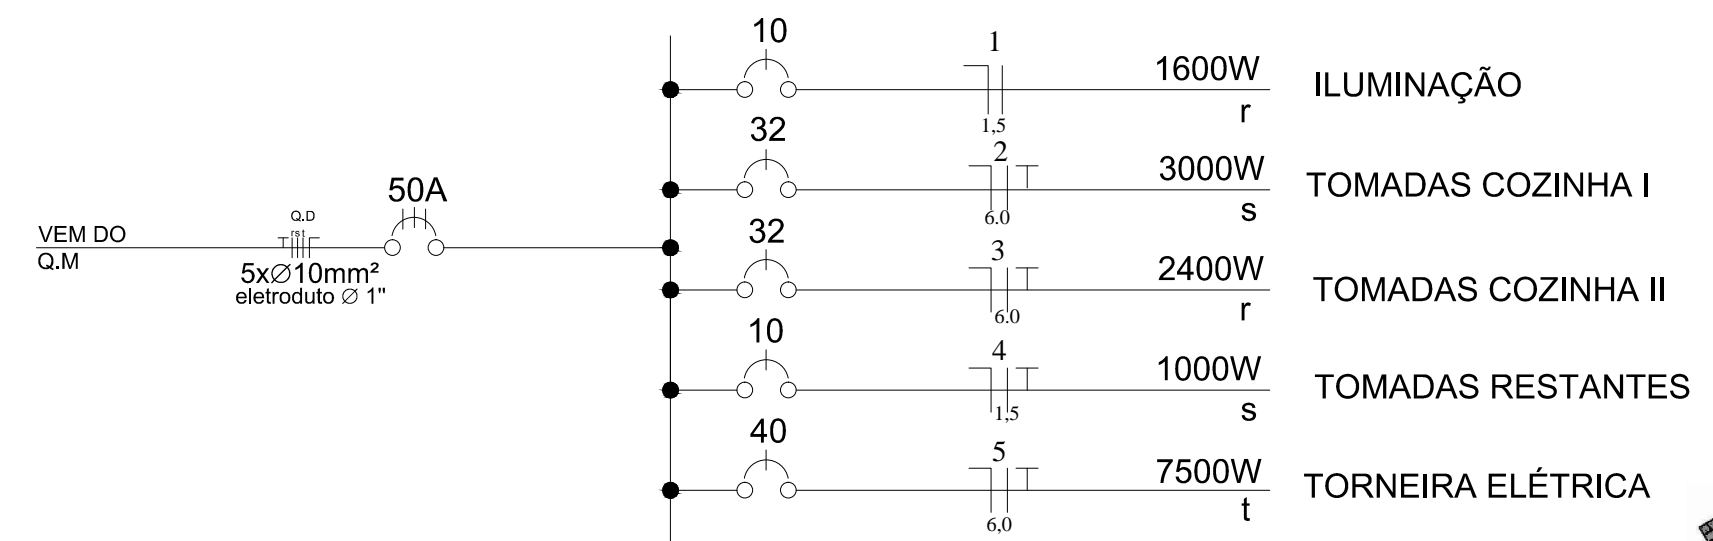 VEM DO
Q.M
Q.D
rst
5xØ10mm²
eletroduto Ø 1"
50A
10
1
1,5
1600W
r
ILUMINAÇÃO
32
2
6.0
3000W
s
TOMADAS COZINHA I
32
3
6.0
2400W
r
TOMADAS COZINHA II
10
4
1,5
1000W
s
TOMADAS RESTANTES
40
5
6,0
7500W
t
TORNEIRA ELÉTRICA